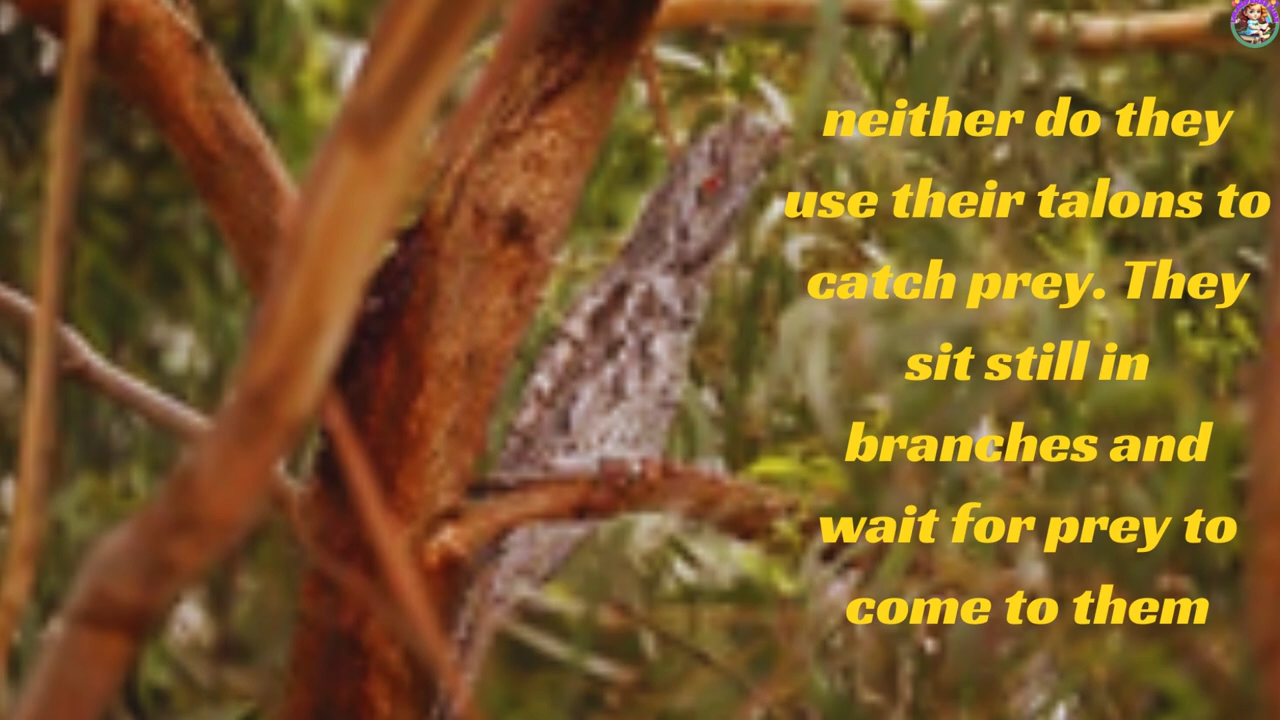 neither do they
use their talons to
catch prey. They
sit still in
branches and
wait for prey to
come to them